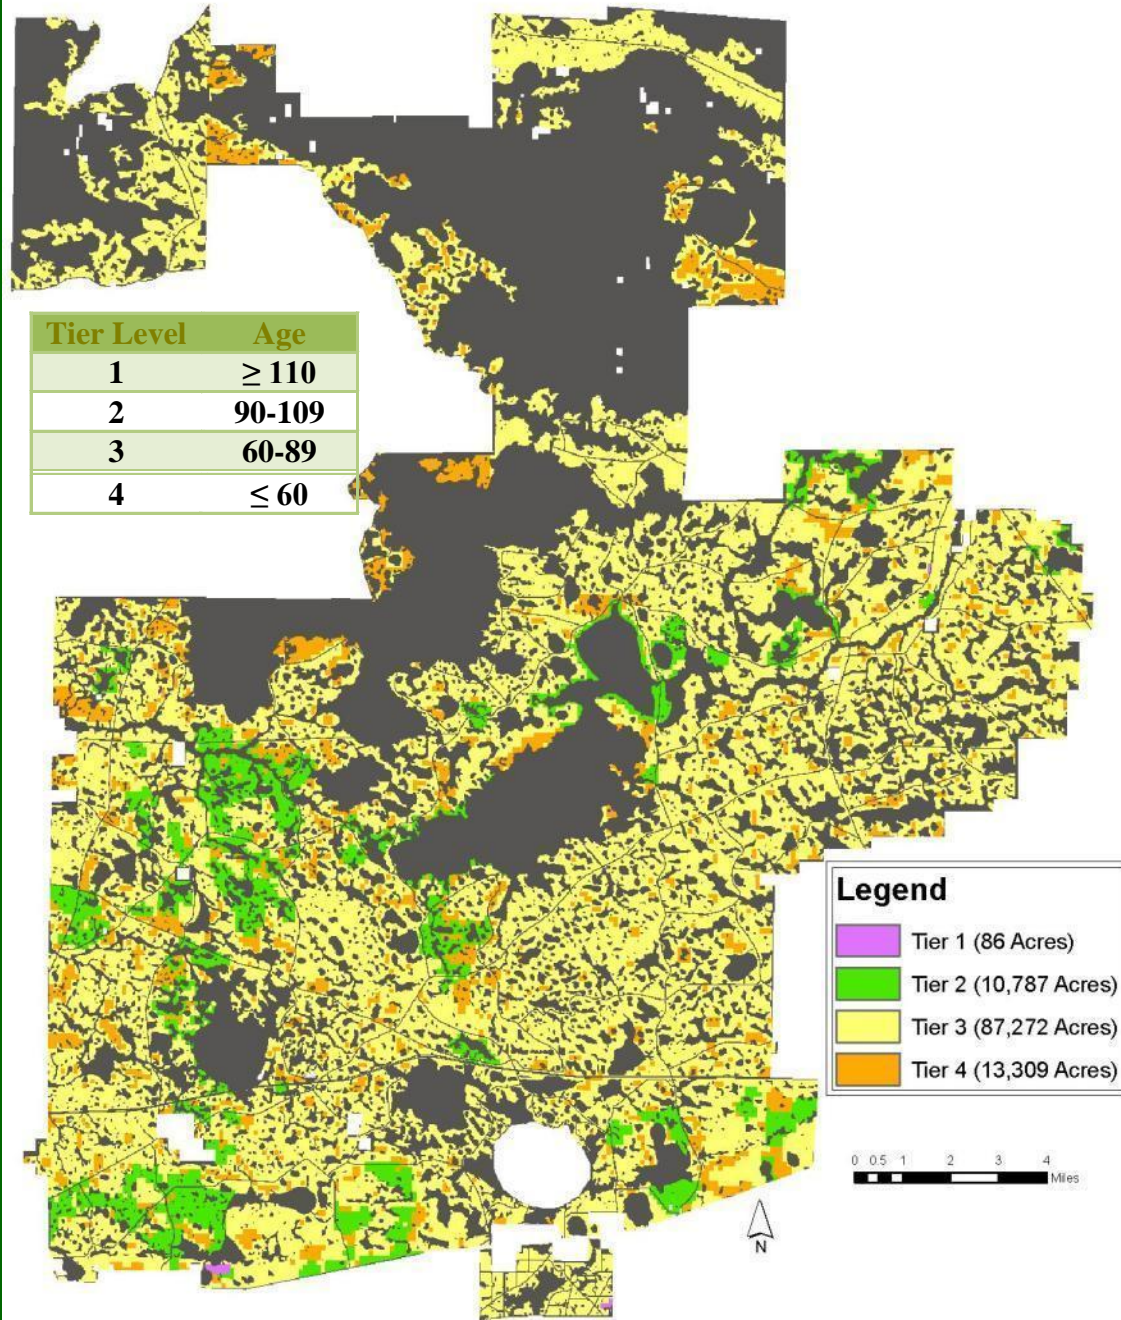 Tier Level Age
1 ≥ 110
2 90-109
3 60-89
4 ≤ 60
Legend
Tier 1 (86 Acres)
Tier 2 (10,787 Acres)
Tier 3 (87,272 Acres)
Tier 4 (13,309 Acres)
0 0.5 1 2 3 4
Miles
N